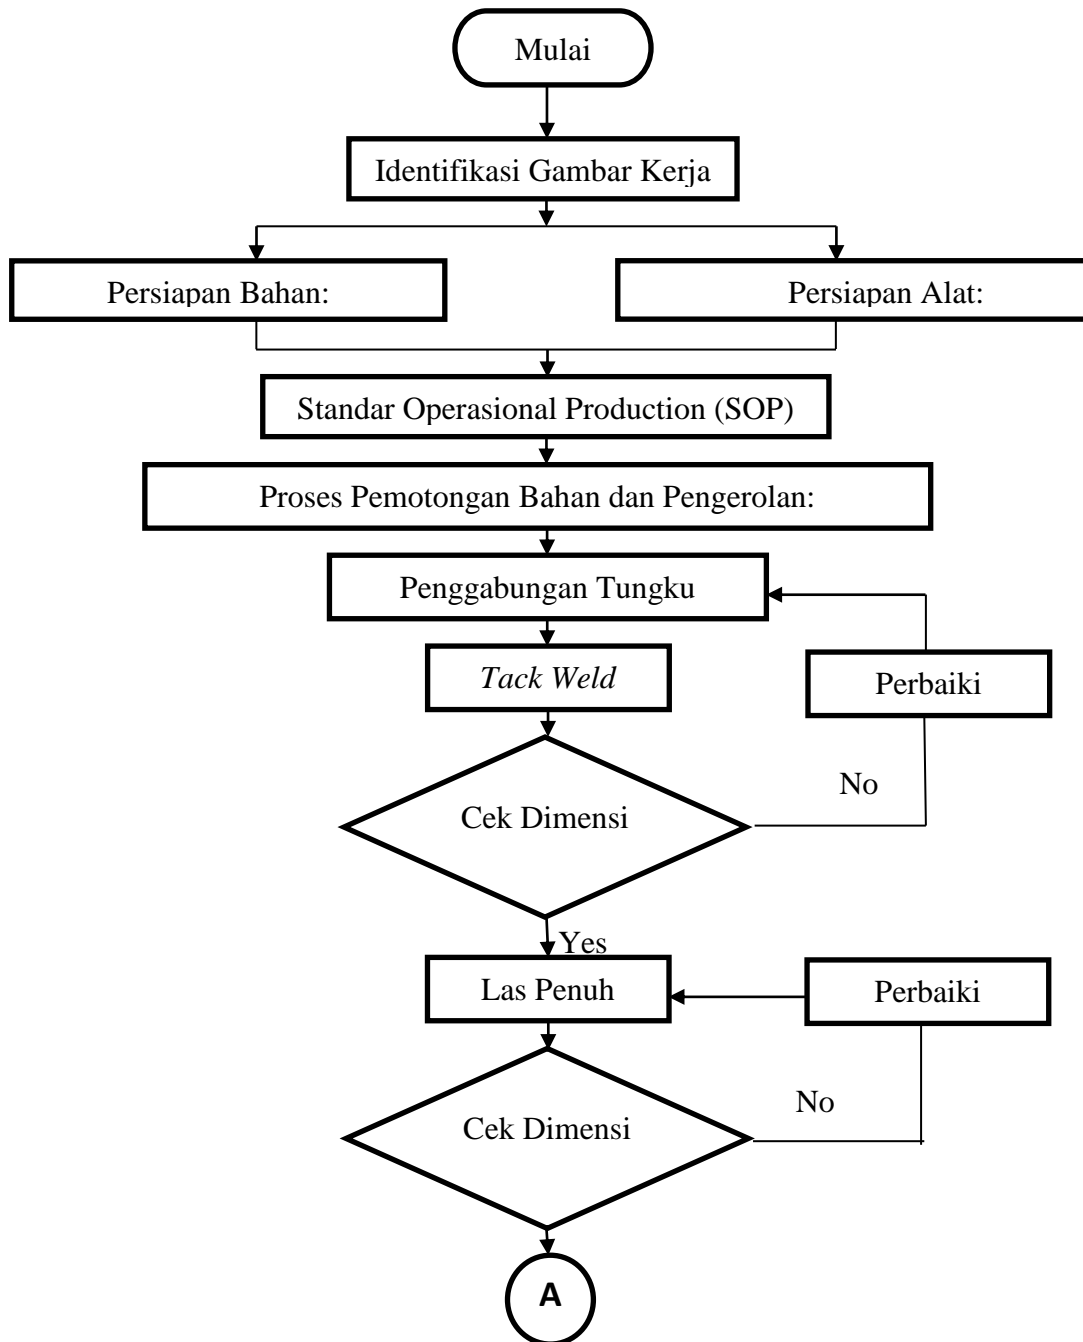 Mulai
Identifikasi Gambar Kerja
Persiapan Bahan:
Persiapan Alat:
Standar Operasional Production (SOP)
Proses Pemotongan Bahan dan Pengerolan:
Penggabungan Tungku
Tack Weld
Perbaiki
No
Cek Dimensi
Yes
Las Penuh
Perbaiki
No
Cek Dimensi
A